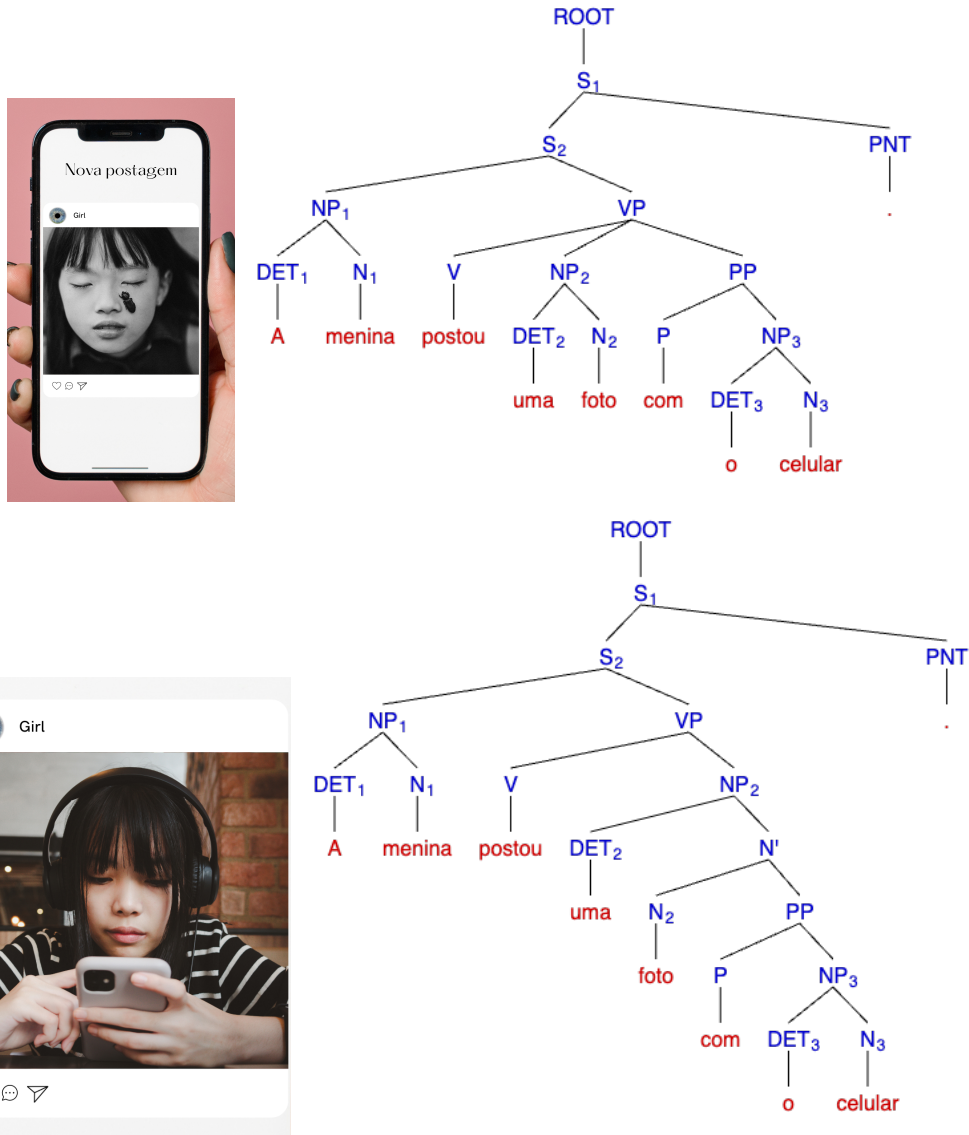 ROOT
S1
S2 PNT
Nova postagem
NP1 VP .
Girl
DET1 N1 V NP2 PP
A menina postou DET2 N2 P NP3
uma foto com DET3 N3
o celular
ROOT
S1
S2 PNT
NP1 VP .
Girl
DET1 N1 V NP2
A menina postou DET2 N'
uma N2 PP
foto P NP3
com DET3 N3
o celular